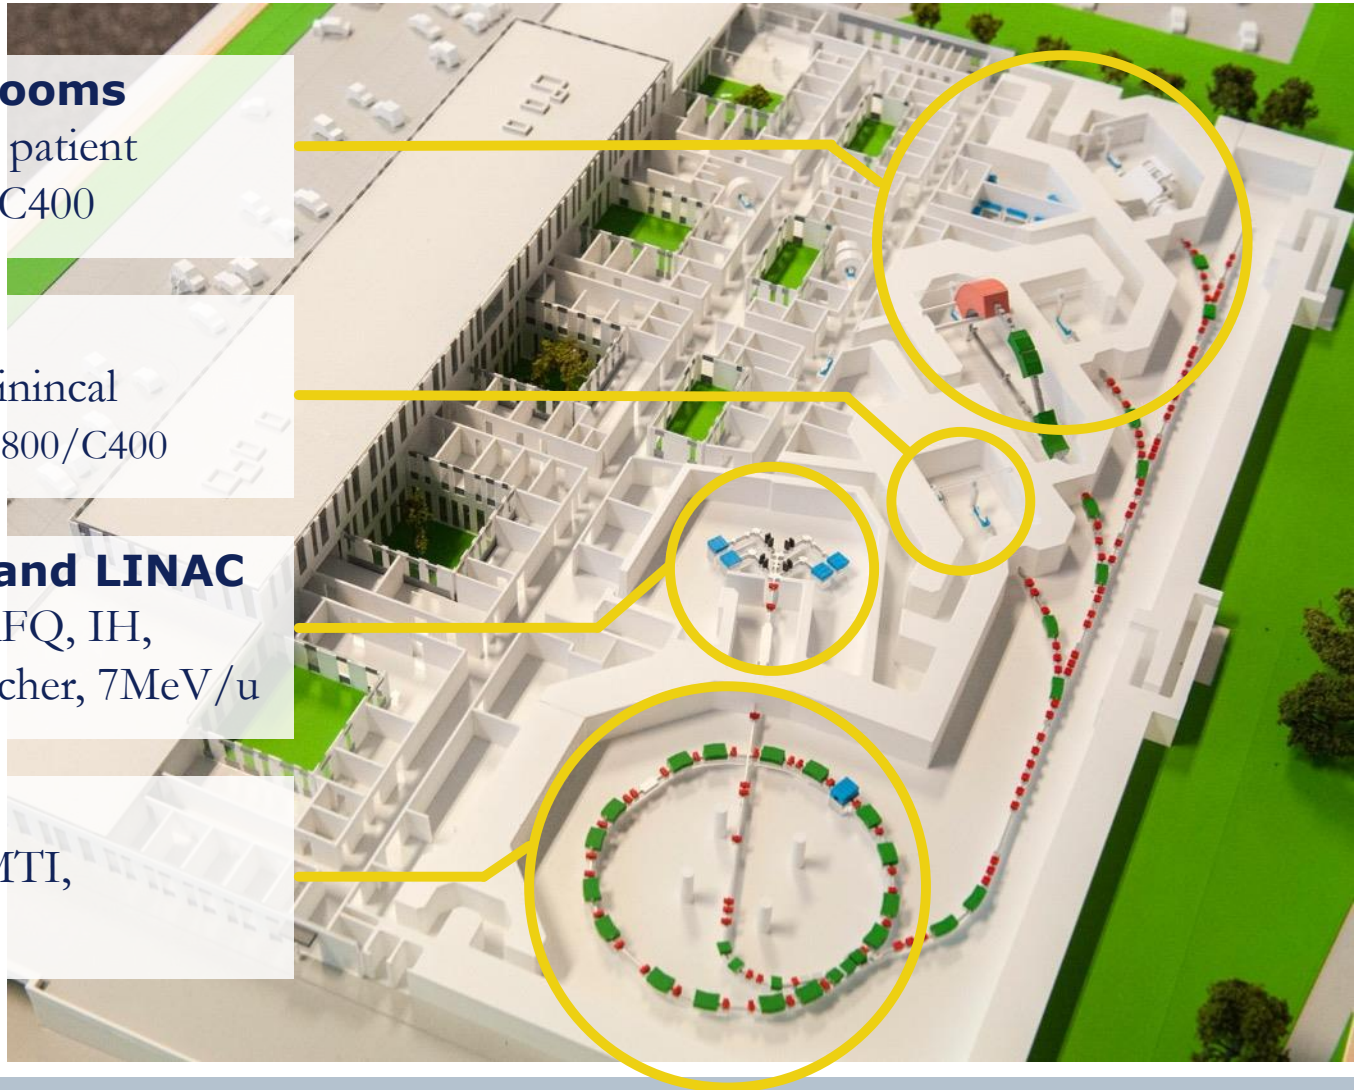 ooms
patient
C400
inincal
800/C400
and LINAC
FQ, IH,
cher, 7MeV/u
MTI,